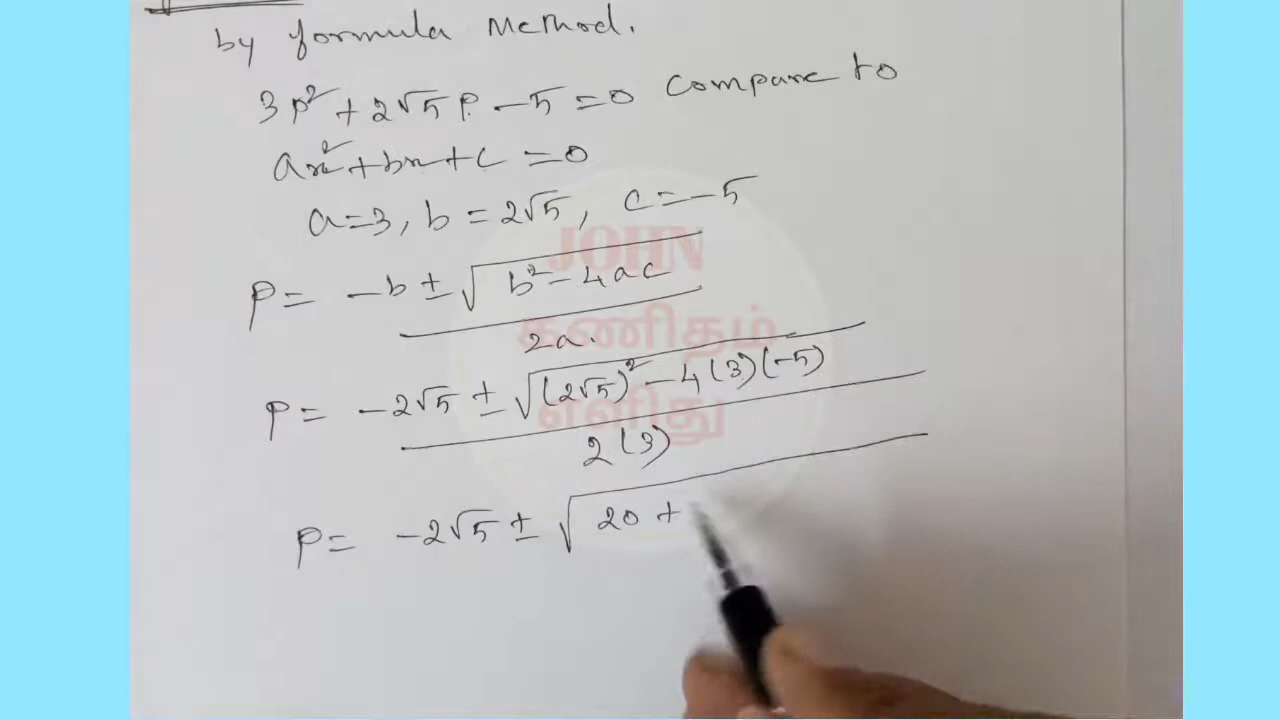 by formula Method.
3p² + 2√5 p - 5 = 0 compare to
ax² + bx + c = 0
a=3, b = 2√5, c = -5
JOHN
P = -b ± √b² - 4ac
2a.
கணிதம்
P = -2√5 ± √(2√5)² - 4(3)(-5)
எளிது
2(3)
P = -2√5 ± √20 +